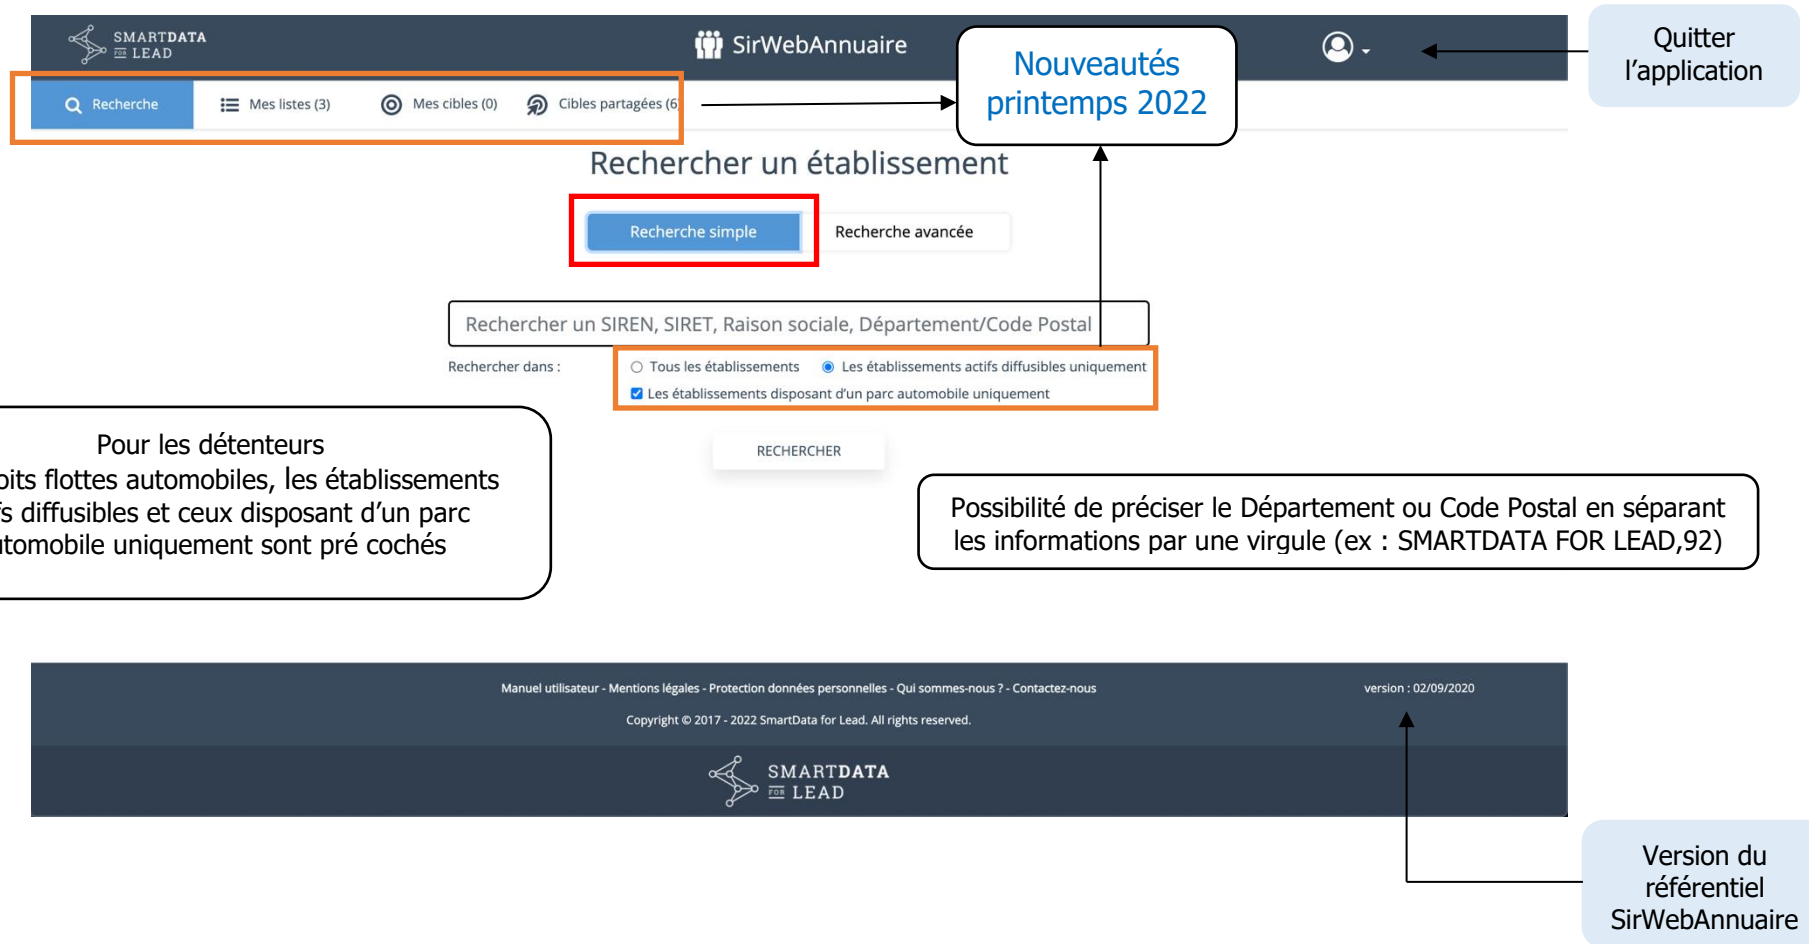 SMARTDATA
FOR LEAD
SirWebAnnuaire
Quitter
l’application
Nouveautés
printemps 2022
Recherche
Mes listes (3)
Mes cibles (0)
Cibles partagées (6)
Rechercher un établissement
Recherche simple
Recherche avancée
Rechercher un SIREN, SIRET, Raison sociale, Département/Code Postal
Rechercher dans :
Tous les établissements
Les établissements actifs diffusibles uniquement
Les établissements disposant d’un parc automobile uniquement
RECHERCHER
Pour les détenteurs
flottes automobiles, les établissements
diffusibles et ceux disposant d’un parc
uniquement sont pré cochés
Possibilité de préciser le Département ou Code Postal en séparant
les informations par une virgule (ex : SMARTDATA FOR LEAD,92)
Manuel utilisateur - Mentions légales - Protection données personnelles - Qui sommes-nous ? - Contactez-nous
version : 02/09/2020
Copyright © 2017 - 2022 SmartData for Lead. All rights reserved.
SMARTDATA
FOR LEAD
Version du
référentiel
SirWebAnnuaire